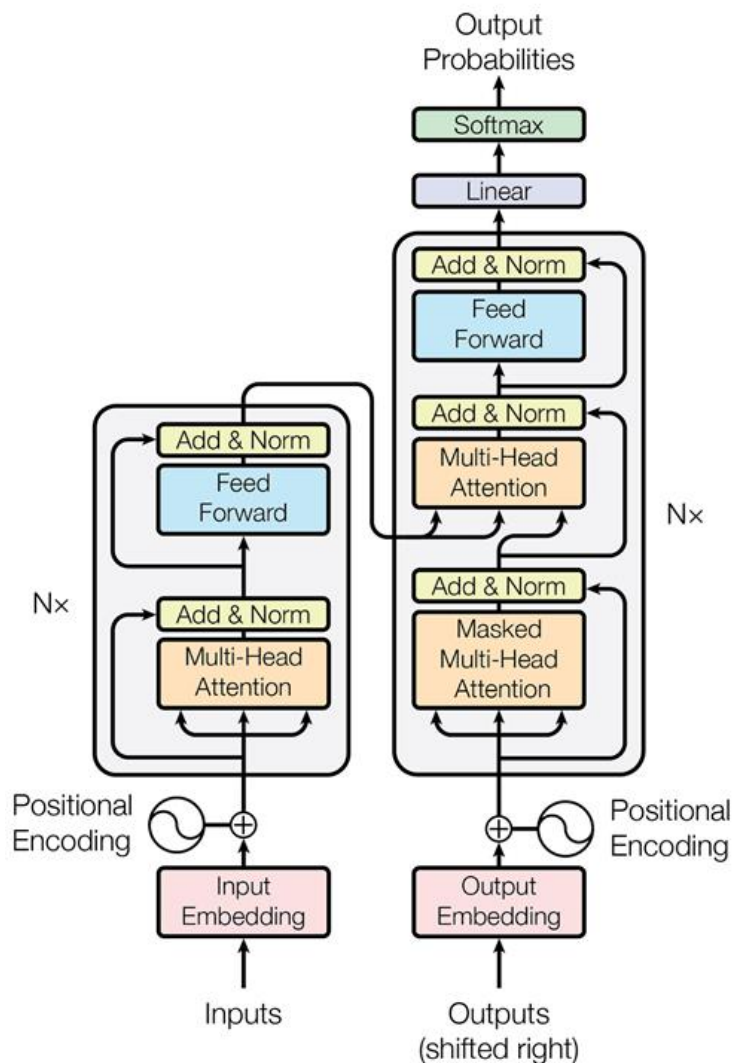 Output
Probabilities
Softmax
Linear
Add & Norm
Feed
Forward
Add & Norm
Multi-Head
Attention
Add & Norm
Masked
Multi-Head
Attention
Nx
Add & Norm
Feed
Forward
Add & Norm
Multi-Head
Attention
Nx
Positional
Encoding
Positional
Encoding
Input
Embedding
Output
Embedding
Inputs
Outputs
(shifted right)